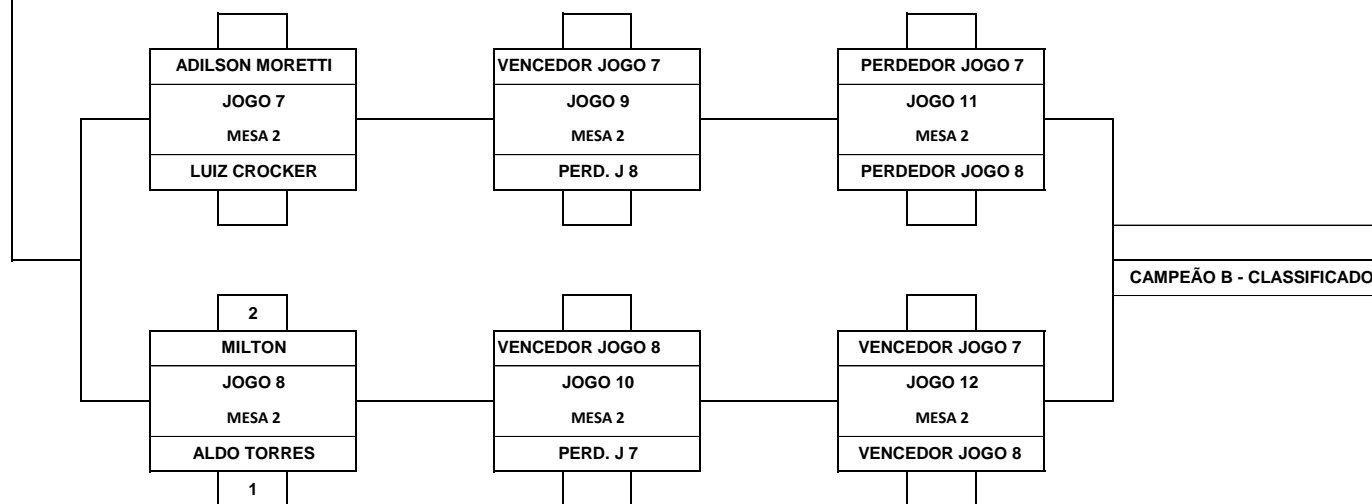 ADILSON MORETTI
JOGO 7
MESA 2
LUIZ CROCKER
VENCEDOR JOGO 7
JOGO 9
MESA 2
PERD. J 8
PERDEDOR JOGO 7
JOGO 11
MESA 2
PERDEDOR JOGO 8
CAMPEÃO B - CLASSIFICADO
2
MILTON
JOGO 8
MESA 2
ALDO TORRES
1
VENCEDOR JOGO 8
JOGO 10
MESA 2
PERD. J 7
VENCEDOR JOGO 7
JOGO 12
MESA 2
VENCEDOR JOGO 8